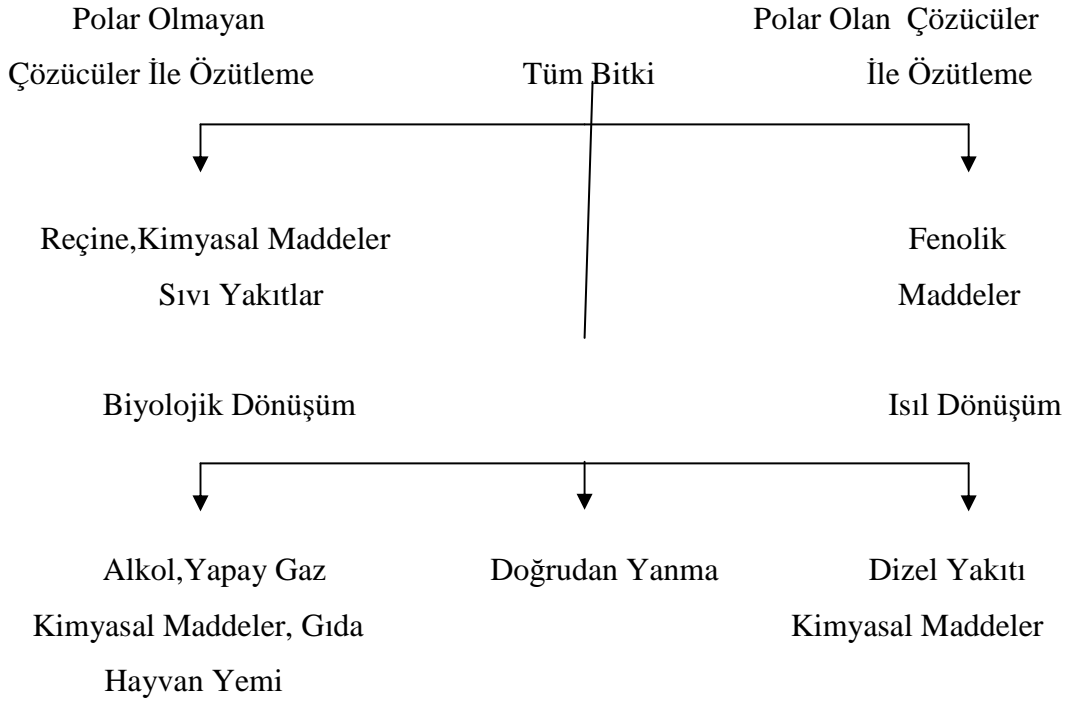 Polar Olmayan Polar Olan Çözücüler
Çözücüler İle Özütleme Tüm Bitki İle Özütleme
Reçine,Kimyasal Maddeler Fenolik
Sıvı Yakıtlar Maddeler
Biyolojik Dönüşüm Isıl Dönüşüm
Alkol,Yapay Gaz Doğrudan Yanma Dizel Yakıtı
Kimyasal Maddeler, Gıda Kimyasal Maddeler
Hayvan Yemi